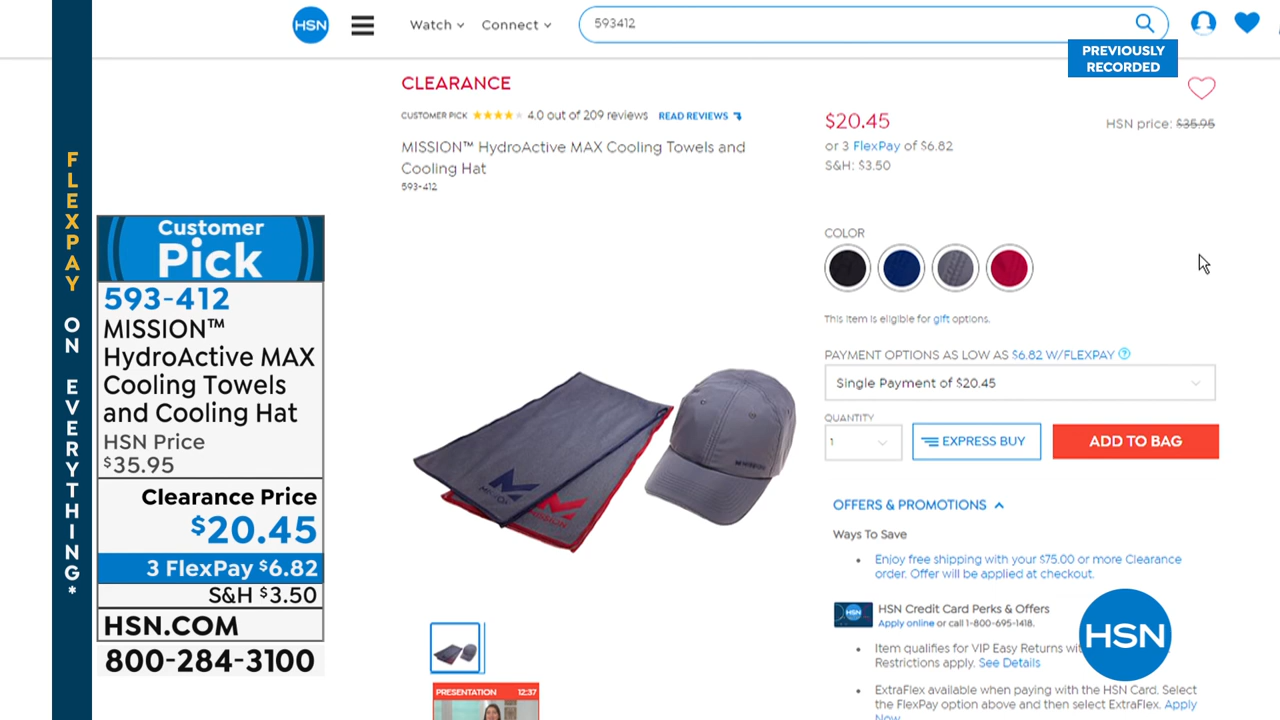 HSN
Watch
Connect
593412
PREVIOUSLY
RECORDED
FLEXPAY ON EVERYTHING*
CLEARANCE
CUSTOMER PICK 4.0 out of 209 reviews READ REVIEWS
MISSION™ HydroActive MAX Cooling Towels and
Cooling Hat
593-412
$20.45
HSN price: $35.95
or 3 FlexPay of $6.82
S&H: $3.50
COLOR
This item is eligible for gift options.
PAYMENT OPTIONS AS LOW AS $6.82 W/FLEXPAY ?
Single Payment of $20.45
QUANTITY
1
EXPRESS BUY
ADD TO BAG
OFFERS & PROMOTIONS
Ways To Save
• Enjoy free shipping with your $75.00 or more Clearance
order. Offer will be applied at checkout.
HSN
HSN Credit Card Perks & Offers
Apply online or call 1-800-695-1418.
• Item qualifies for VIP Easy Returns
Restrictions apply. See Details
• ExtraFlex available when paying with the HSN Card. Select
the FlexPay option above and then select ExtraFlex. Apply
Now
HSN
Customer
Pick
593-412
MISSION™
HydroActive MAX
Cooling Towels
and Cooling Hat
HSN Price
$35.95
Clearance Price
$20.45
3 FlexPay $6.82
S&H $3.50
HSN.COM
800-284-3100
MISSION
MISSION
MISSION
PRESENTATION 12:37